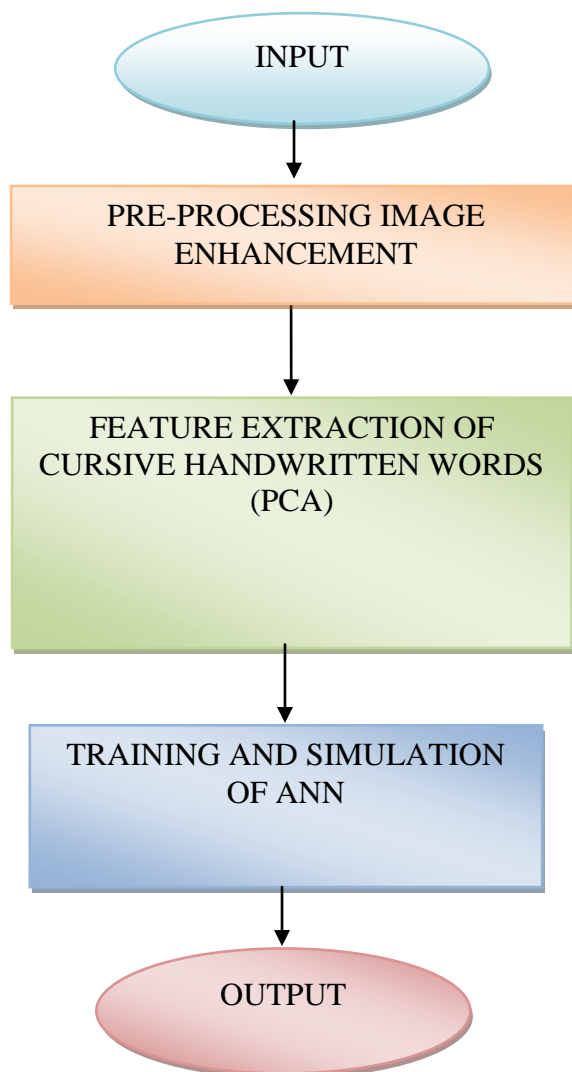 INPUT
PRE-PROCESSING IMAGE
ENHANCEMENT
FEATURE EXTRACTION OF
CURSIVE HANDWRITTEN WORDS
(PCA)
TRAINING AND SIMULATION
OF ANN
OUTPUT